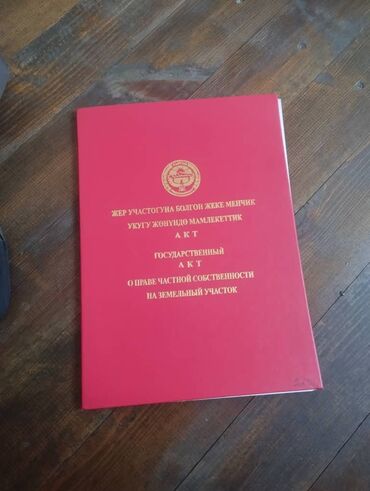 ЖЕР УЧАСТОГУНА БОЛГОН ЖЕКЕ МЕНЧИК
УКУГУ ЖӨНҮНДӨ МАМЛЕКЕТТИК
АКТ
ГОСУДАРСТВЕННЫЙ
АКТ
О ПРАВЕ ЧАСТНОЙ СОБСТВЕННОСТИ
НА ЗЕМЕЛЬНЫЙ УЧАСТОК